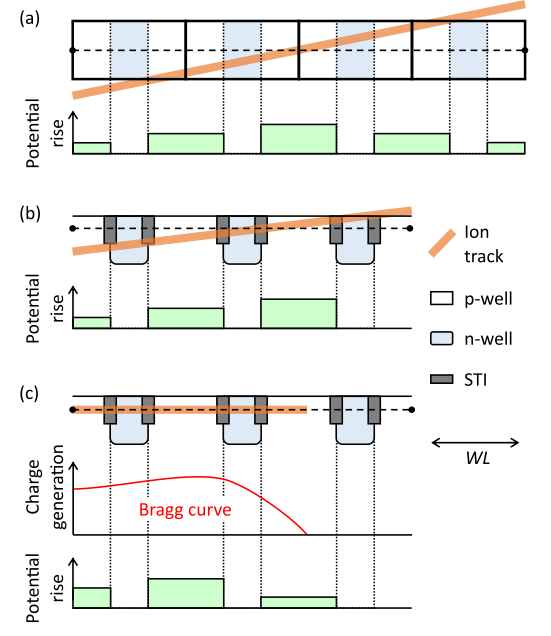 (a)
Potential
rise
(b)
Potential
rise
Ion
track
p-well
n-well
STI
WL
(c)
Charge
generation
Bragg curve
Potential
rise